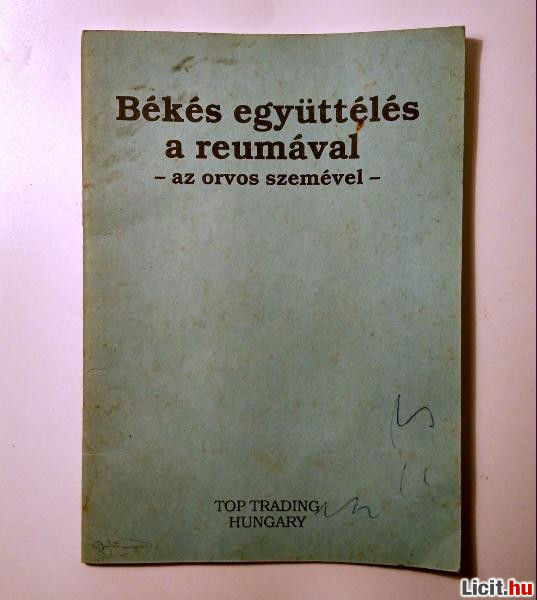 Békés együttélés
a reumával
– az orvos szemével –
TOP TRADING
HUNGARY
Licit.hu